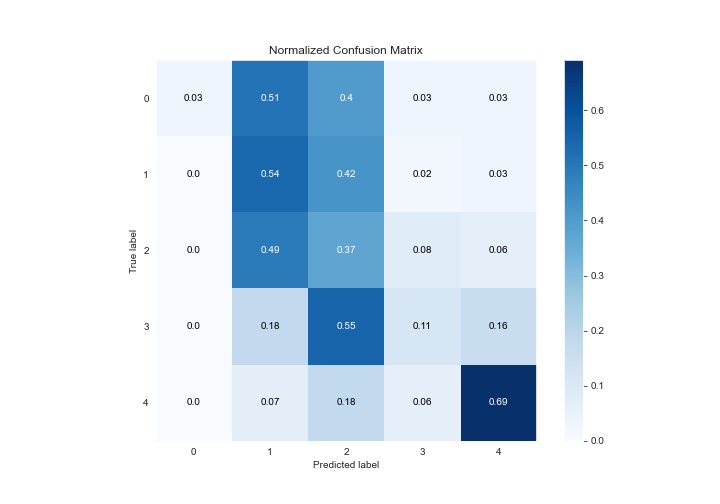 Normalized Confusion Matrix
0 0.03 0.51 0.4 0.03 0.03
1 0.0 0.54 0.42 0.02 0.03
2 0.0 0.49 0.37 0.08 0.06
3 0.0 0.18 0.55 0.11 0.16
4 0.0 0.07 0.18 0.06 0.69
0 1 2 3 4
Predicted label
True label
0.6
0.5
0.4
0.3
0.2
0.1
0.0